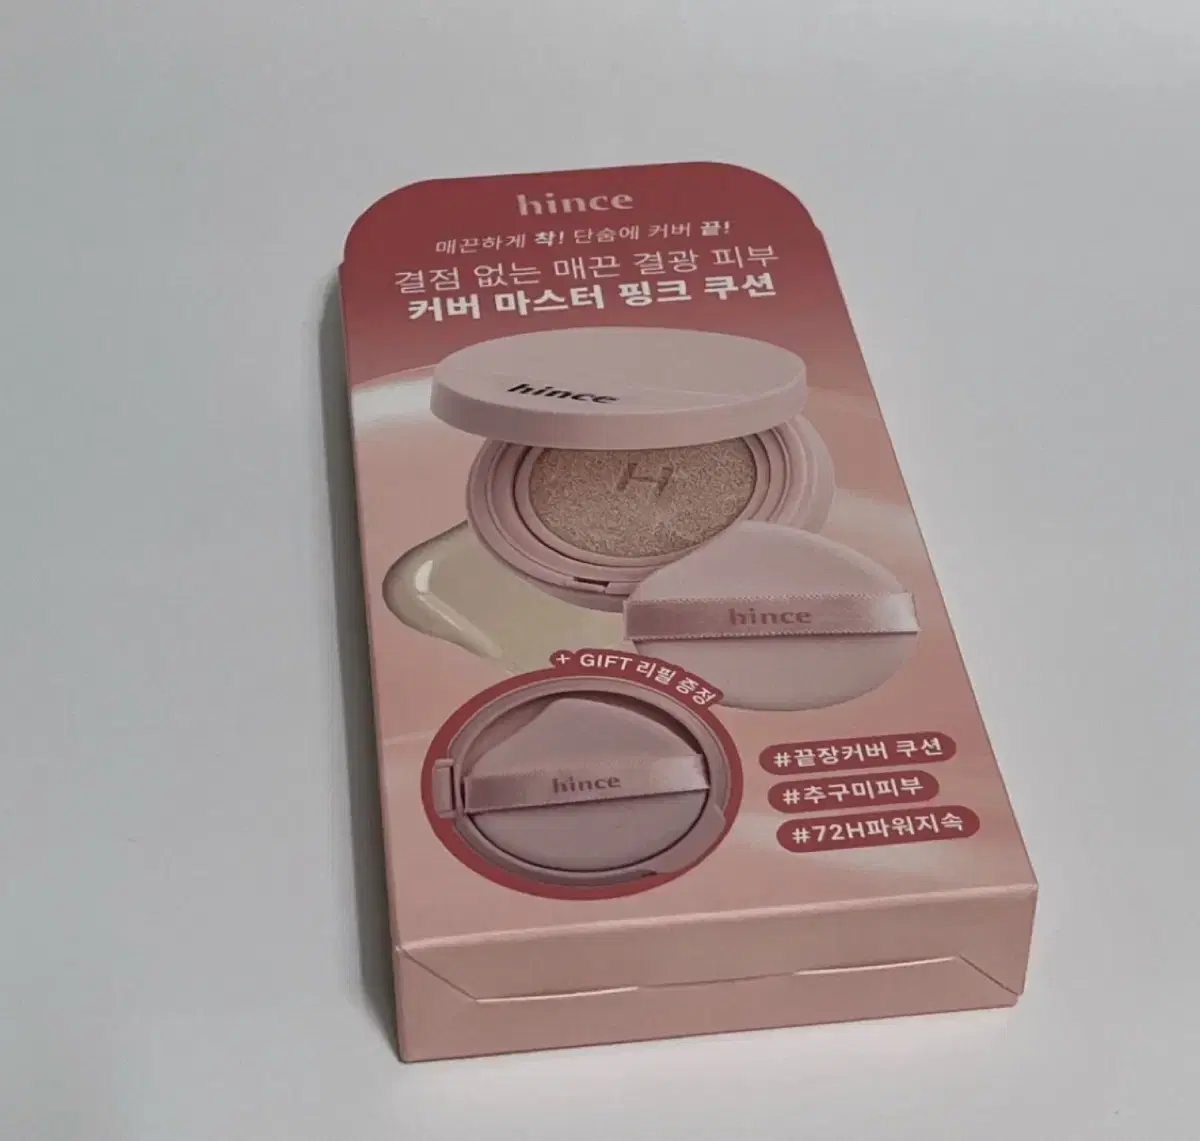 hince
매끈하게 착! 단숨에 커버 끝!
결점 없는 매끈 결광 피부
커버 마스터 핑크 쿠션
hince
H
hince
+ GIFT 리필 증정
hince
#끝장커버 쿠션
#추구미피부
#72H파워지속